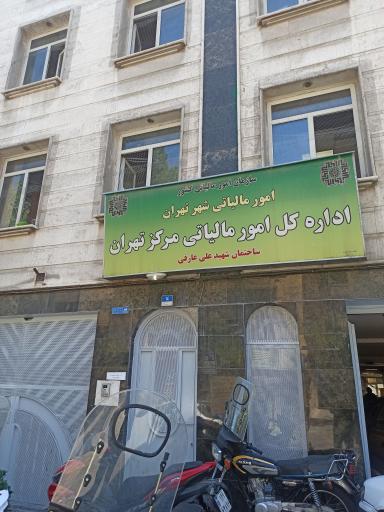 سازمان امور مالیاتی کشور
امور مالیاتی شهر تهران
اداره کل امور مالیاتی مرکز تهران
ساختمان شهید علی عارفی